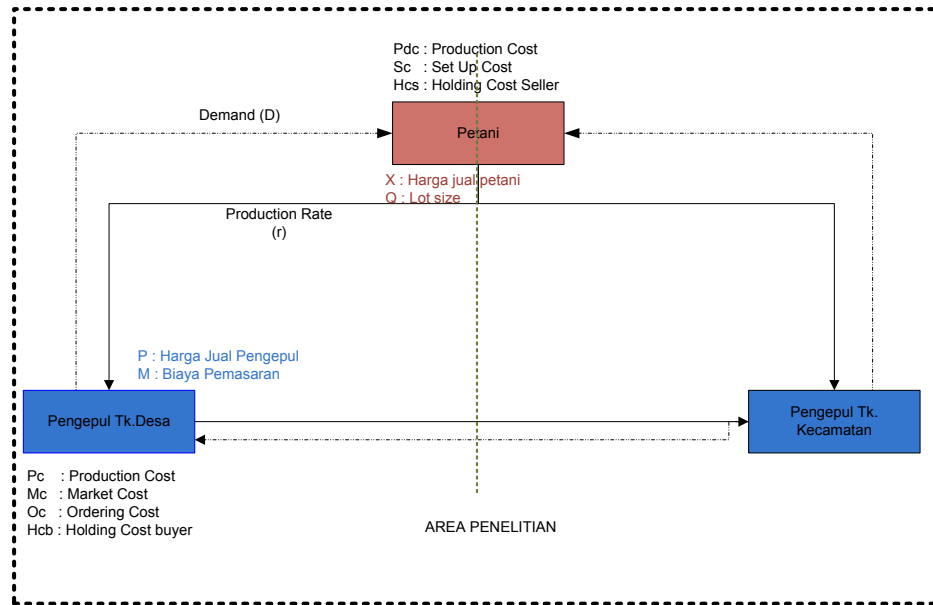 Pdc : Production Cost
Sc : Set Up Cost
Hcs : Holding Cost Seller
Demand (D)
Petani
X : Harga jual petani
Q : Lot size
Production Rate
(r)
P : Harga Jual Pengepul
M : Biaya Pemasaran
Pengepul Tk.Desa
Pengepul Tk.
Kecamatan
Pc : Production Cost
Mc : Market Cost
Oc : Ordering Cost
Hcb : Holding Cost buyer
AREA PENELITIAN